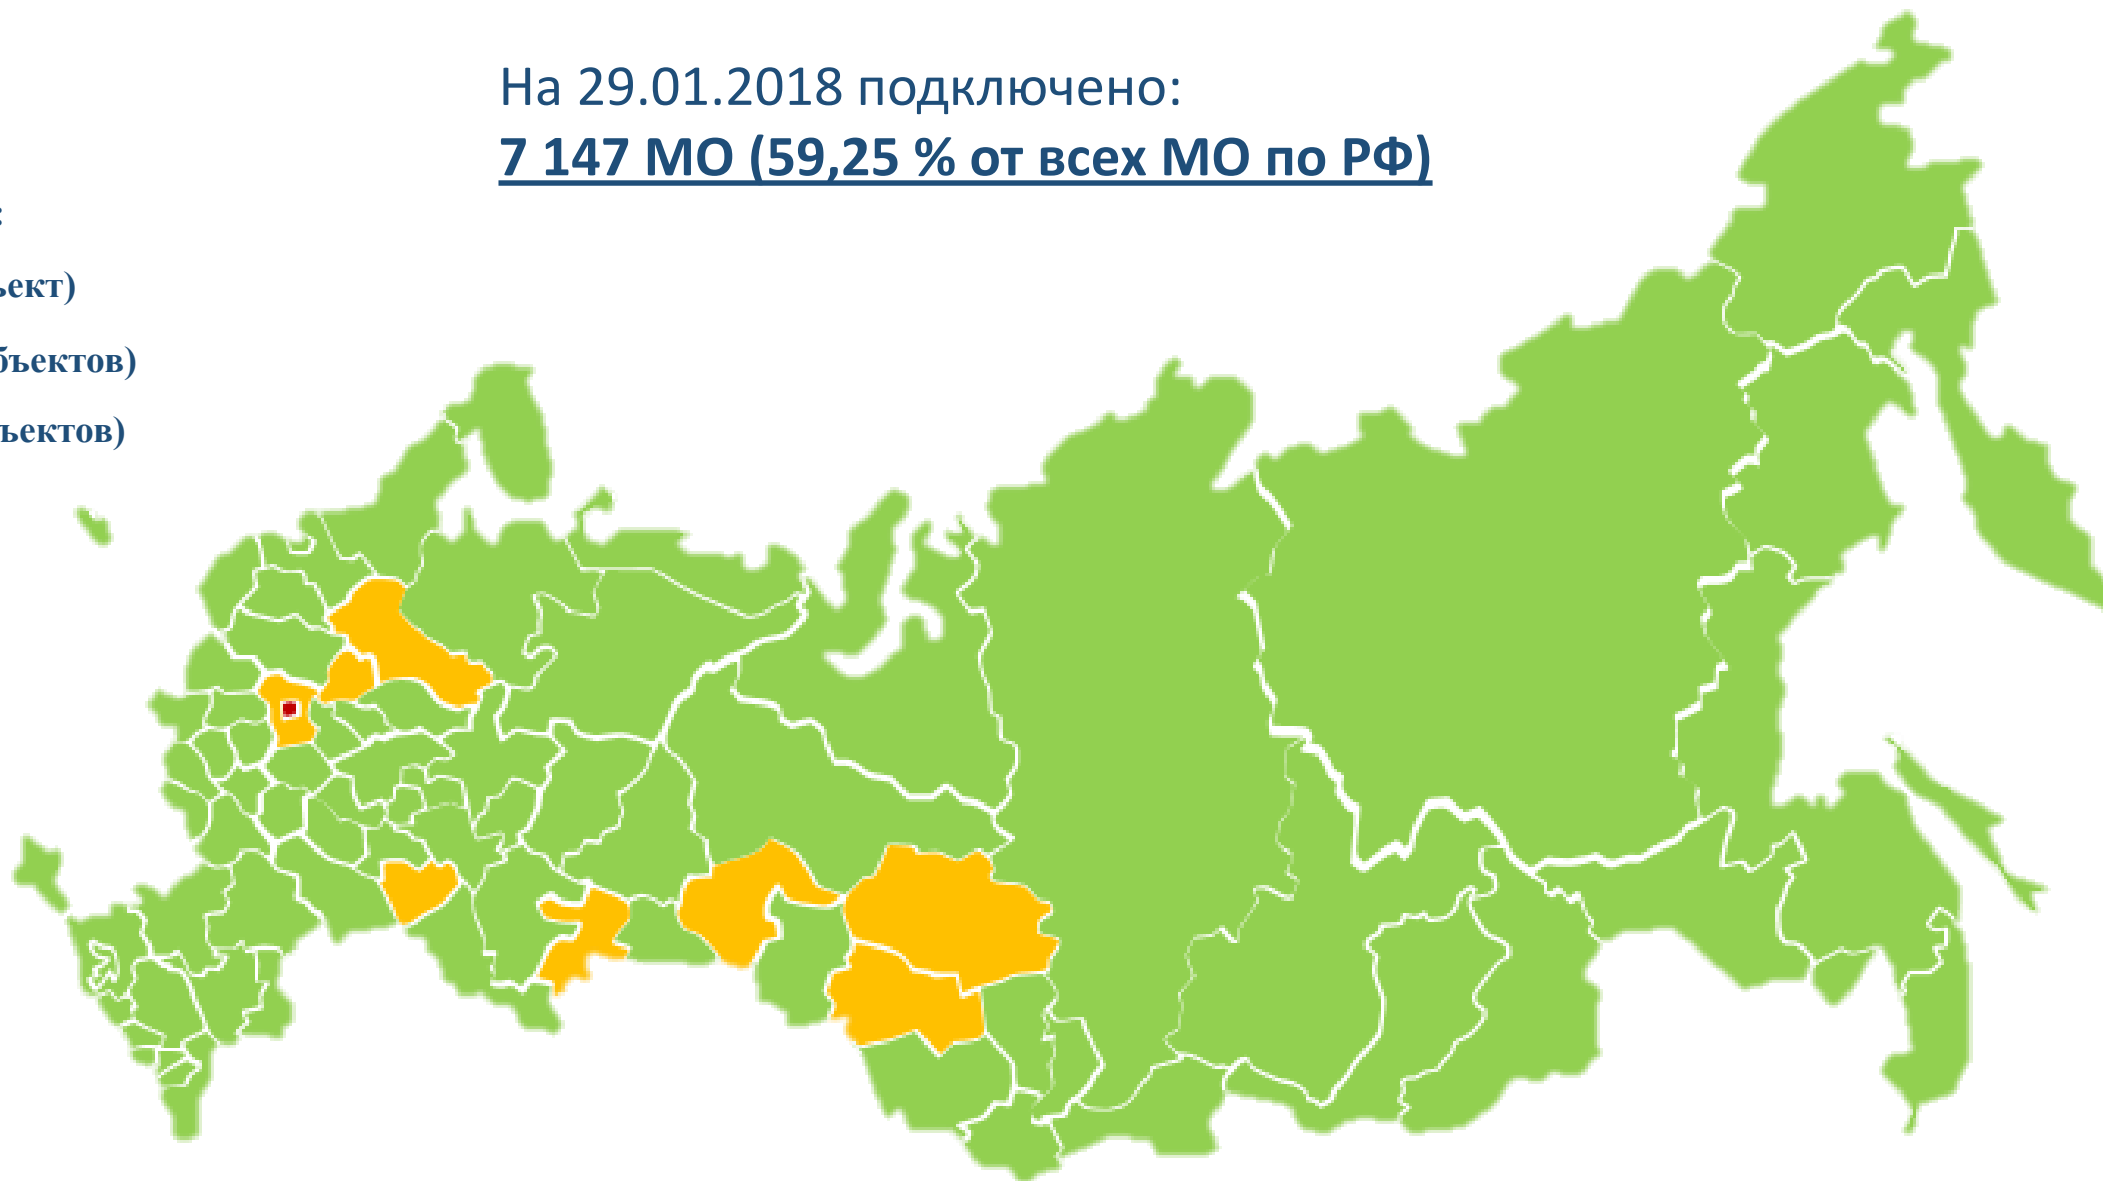 На 29.01.2018 подключено:
7 147 МО (59,25 % от всех МО по РФ)
:
ъект)
бъектов)
ъектов)